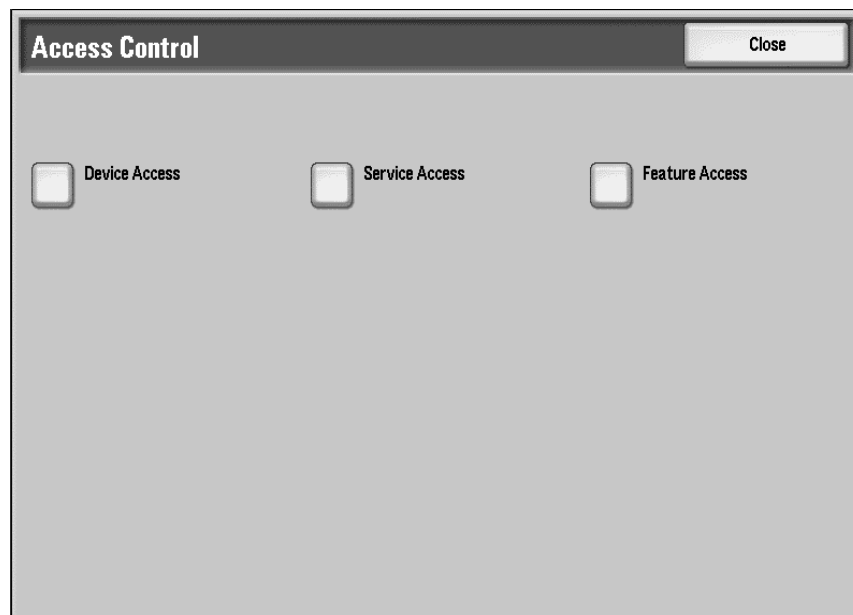 Access Control
Close
Device Access
Service Access
Feature Access